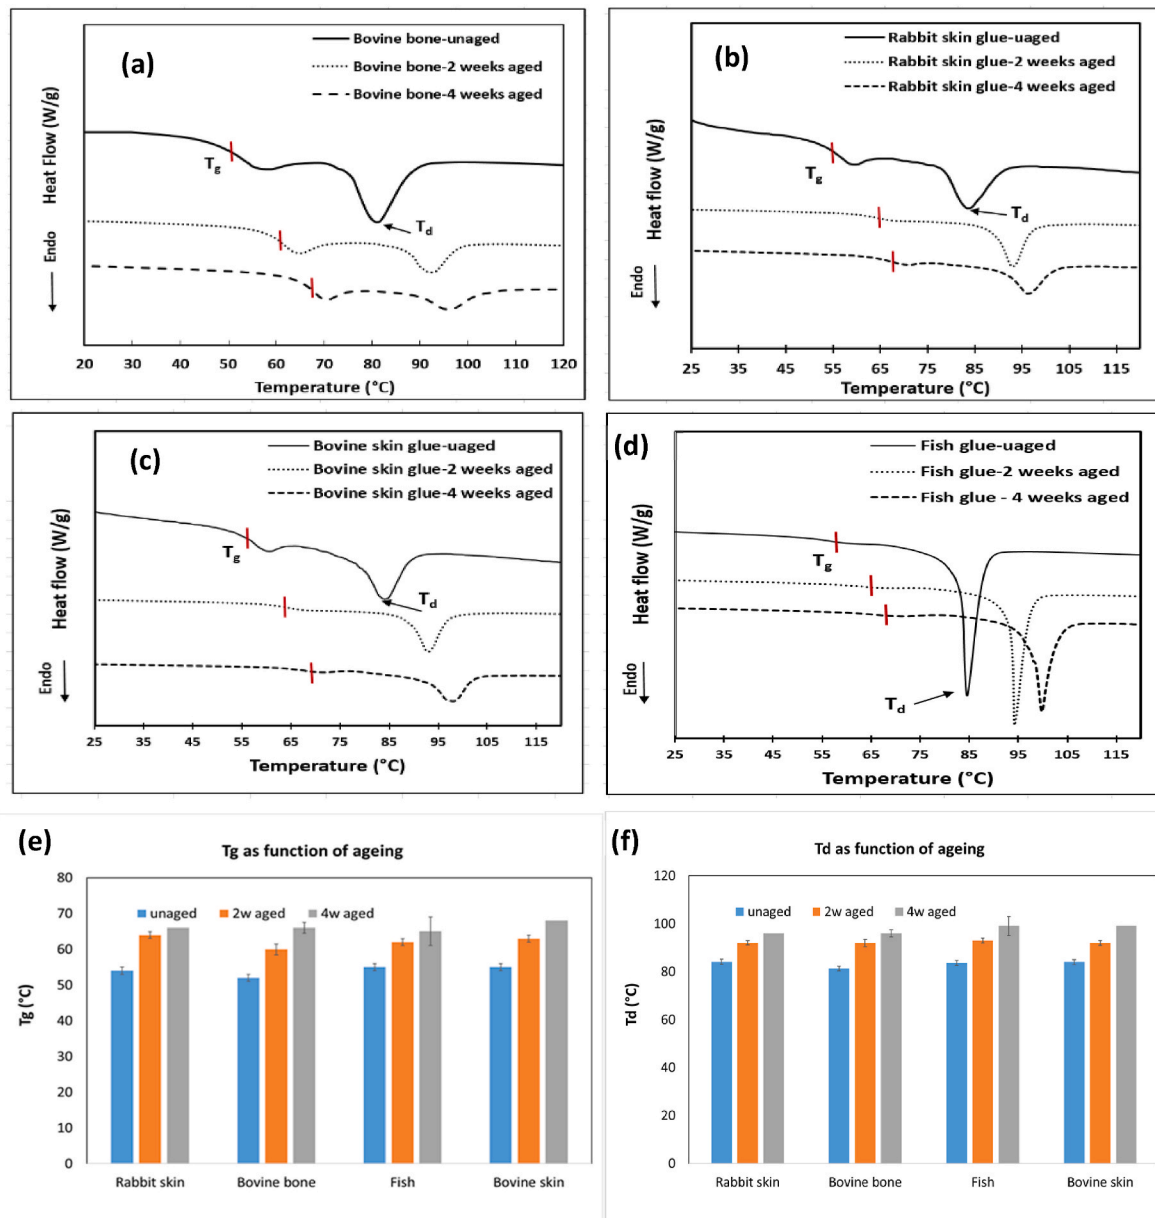 (a)
Bovine bone-unaged
Bovine bone-2 weeks aged
Bovine bone-4 weeks aged
Heat Flow (W/g)
Endo
Tg
Td
20 30 40 50 60 70 80 90 100 110 120
Temperature (°C)
(b)
Rabbit skin glue-uaged
Rabbit skin glue-2 weeks aged
Rabbit skin glue-4 weeks aged
Heat flow (W/g)
Endo
Tg
Td
25 35 45 55 65 75 85 95 105 115
Temperature (°C)
(c)
Bovine skin glue-uaged
Bovine skin glue-2 weeks aged
Bovine skin glue-4 weeks aged
Heat flow (W/g)
Endo
Tg
Td
25 35 45 55 65 75 85 95 105 115
Temperature (°C)
(d)
Fish glue-uaged
Fish glue-2 weeks aged
Fish glue - 4 weeks aged
Heat flow (W/g)
Endo
Tg
Td
25 35 45 55 65 75 85 95 105 115
Temperature (°C)
(e)
Tg as function of ageing
unaged 2w aged 4w aged
Tg (°C)
80
70
60
50
40
30
20
10
0
Rabbit skin Bovine bone Fish Bovine skin
(f)
Td as function of ageing
unaged 2w aged 4w aged
Td (°C)
120
100
80
60
40
20
0
Rabbit skin Bovine bone Fish Bovine skin